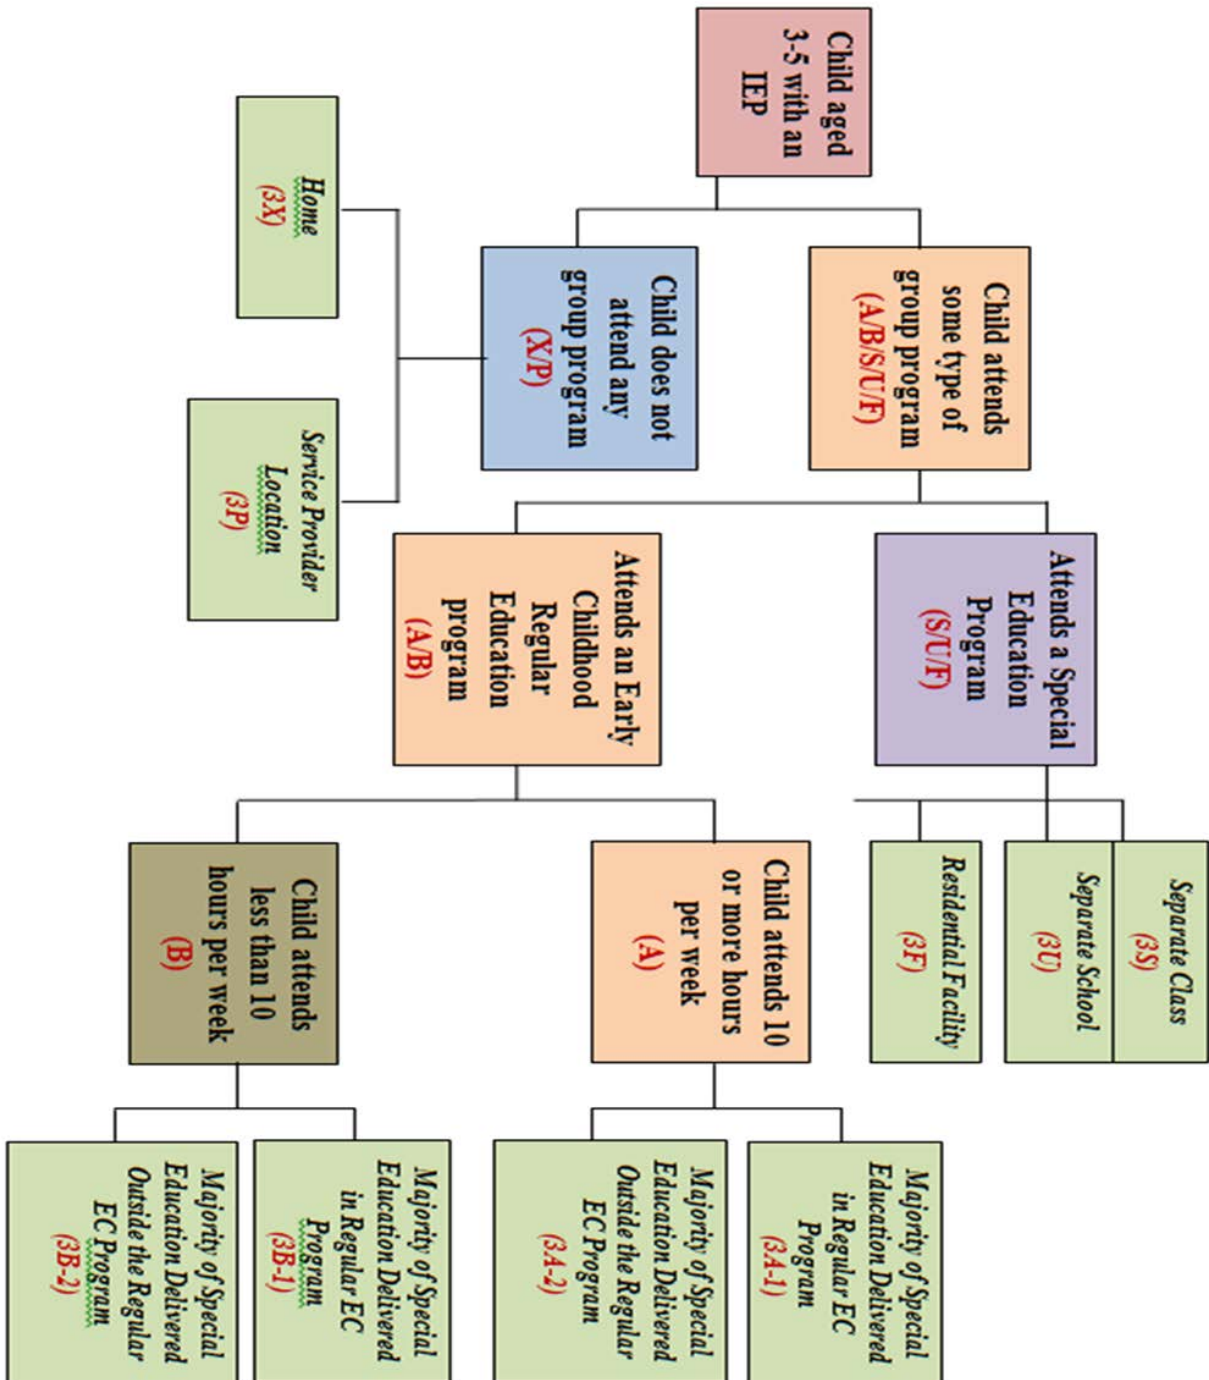 Child aged
3-5 with an
IEP
Child attends
some type of
group program
(A/B/S/U/F)
Child does not
attend any
group program
(X/P)
Home
(3X)
Service Provider
Location
(3P)
Attends a Special
Education
Program
(S/U/F)
Attends an Early
Childhood
Regular
Education
program
(A/B)
Separate Class
(3S)
Separate School
(3U)
Residential Facility
(3F)
Child attends 10
or more hours
per week
(A)
Child attends
less than 10
hours per week
(B)
Majority of Special
Education Delivered
in Regular EC
Program
(3A-1)
Majority of Special
Education Delivered
Outside the Regular
EC Program
(3A-2)
Majority of Special
Education Delivered
in Regular EC
Program
(3B-1)
Majority of Special
Education Delivered
Outside the Regular
EC Program
(3B-2)